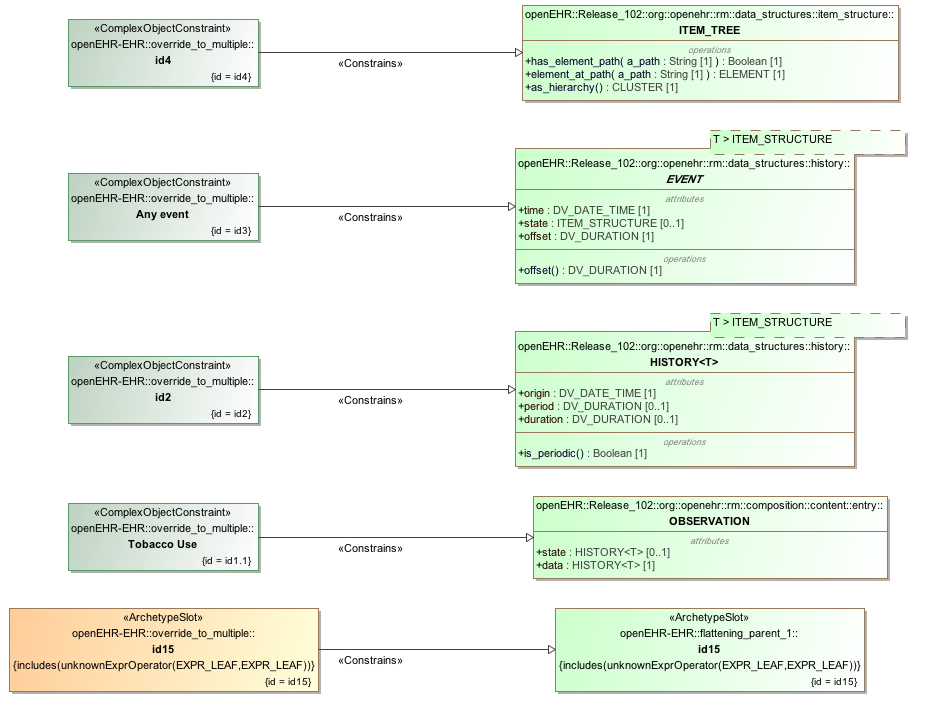 «ComplexObjectConstraint»
openEHR-EHR::override_to_multiple::
id4
{id = id4}
«Constrains»
openEHR::Release_102::org::openehr::rm::data_structures::item_structure::
ITEM_TREE
operations
+has_element_path( a_path : String [1] ) : Boolean [1]
+element_at_path( a_path : String [1] ) : ELEMENT [1]
+as_hierarchy() : CLUSTER [1]
«ComplexObjectConstraint»
openEHR-EHR::override_to_multiple::
Any event
{id = id3}
«Constrains»
T > ITEM_STRUCTURE
openEHR::Release_102::org::openehr::rm::data_structures::history::
EVENT
attributes
+time : DV_DATE_TIME [1]
+state : ITEM_STRUCTURE [0..1]
+offset : DV_DURATION [1]
operations
+offset() : DV_DURATION [1]
«ComplexObjectConstraint»
openEHR-EHR::override_to_multiple::
id2
{id = id2}
«Constrains»
T > ITEM_STRUCTURE
openEHR::Release_102::org::openehr::rm::data_structures::history::
HISTORY<T>
attributes
+origin : DV_DATE_TIME [1]
+period : DV_DURATION [0..1]
+duration : DV_DURATION [0..1]
operations
+is_periodic() : Boolean [1]
«ComplexObjectConstraint»
openEHR-EHR::override_to_multiple::
Tobacco Use
{id = id1.1}
«Constrains»
openEHR::Release_102::org::openehr::rm::composition::content::entry::
OBSERVATION
attributes
+state : HISTORY<T> [0..1]
+data : HISTORY<T> [1]
«ArchetypeSlot»
openEHR-EHR::override_to_multiple::
id15
{includes(unknownExprOperator(EXPR_LEAF,EXPR_LEAF))}
{id = id15}
«Constrains»
«ArchetypeSlot»
openEHR-EHR::flattening_parent_1::
id15
{includes(unknownExprOperator(EXPR_LEAF,EXPR_LEAF))}
{id = id15}